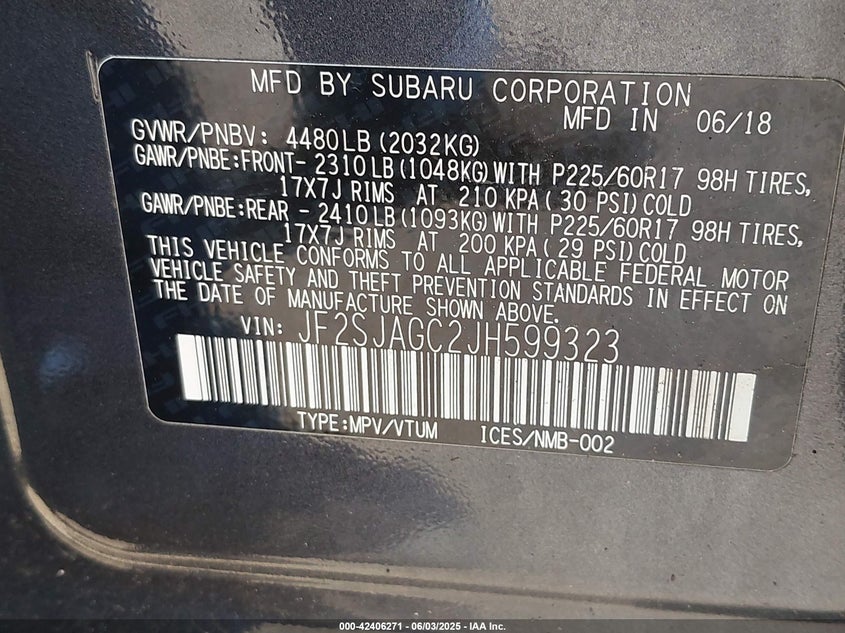 MFD BY SUBARU CORPORATION
MFD IN 06/18
GVWR/PNBV: 4480LB(2032KG)
GAWR/PNBE:FRONT- 2310LB(1048KG)WITH P225/60R17 98H TIRES,
17X7J RIMS AT 210 KPA( 30 PSI)COLD
GAWR/PNBE:REAR - 2410LB(1093KG)WITH P225/60R17 98H TIRES,
17X7J RIMS AT 200 KPA( 29 PSI)COLD
THIS VEHICLE CONFORMS TO ALL APPLICABLE FEDERAL MOTOR
VEHICLE SAFETY AND THEFT PREVENTION STANDARDS IN EFFECT ON
THE DATE OF MANUFACTURE SHOWN ABOVE.
VIN: JF2SJAGC2JH599323
TYPE:MPV/VTUM ICES/NMB-002
000-42406271 - 06/03/2025 - IAA Inc.